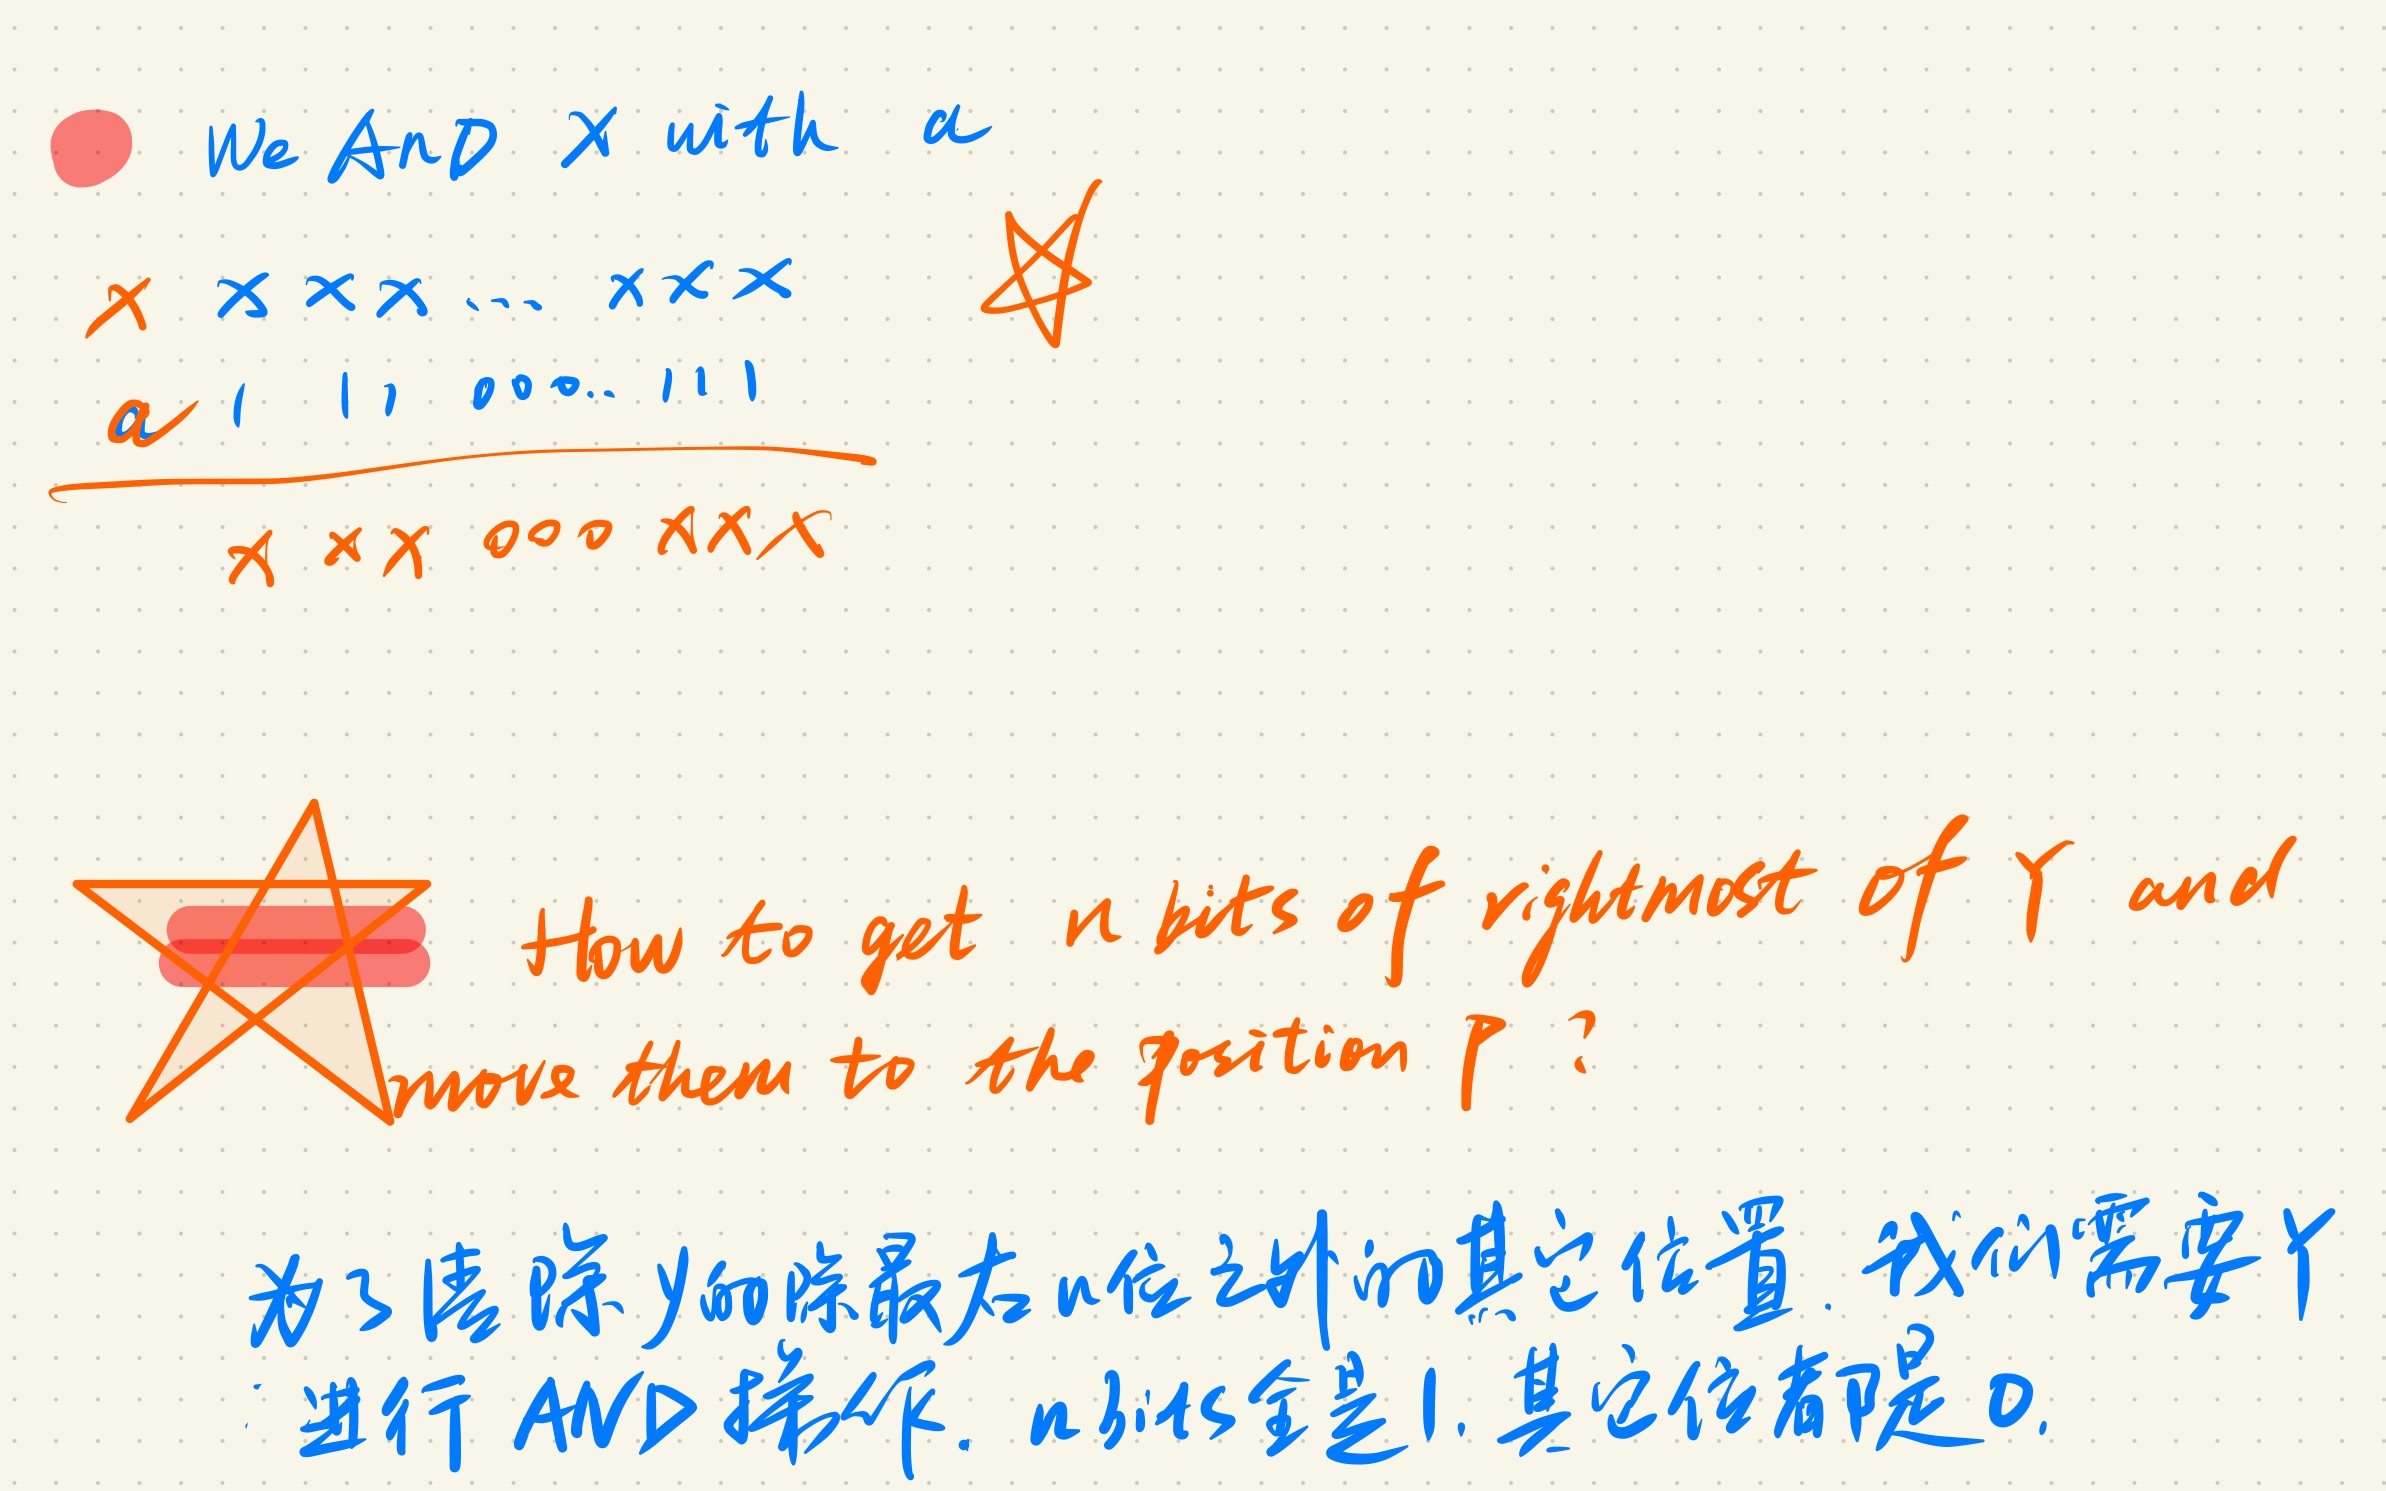 We AND X with a
X x x x ... x x x
a 1 1 1 0 0 0 .. 1 1 1
x x x 0 0 0 x x x
How to get n bits of rightmost of Y and
move them to the position P ?
为了清除从向除最右n位之外的其它位置. 我们需要Y
进行AND操作. n bits全是1. 其它位都是0.